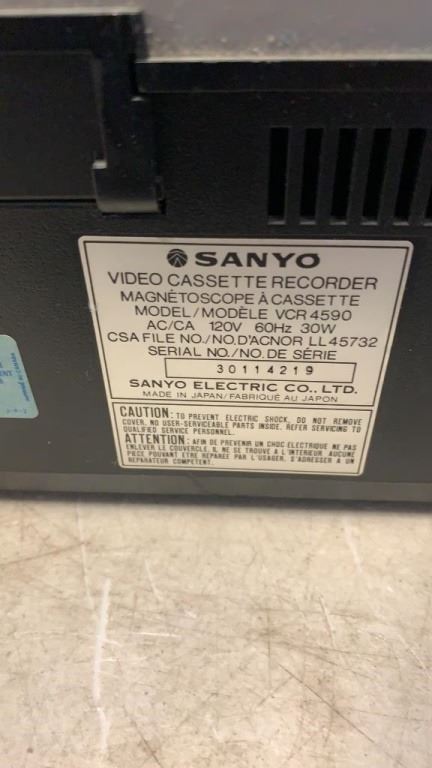 SANYO
VIDEO CASSETTE RECORDER
MAGNÉTOSCOPE À CASSETTE
MODEL/MODÈLE VCR 4590
AC/CA 120V 60Hz 30W
CSA FILE NO./NO.D'ACNOR LL45732
SERIAL NO./NO.DE SÉRIE
30114219
SANYO ELECTRIC CO., LTD.
MADE IN JAPAN/FABRIQUÉ AU JAPON
CAUTION: TO PREVENT ELECTRIC SHOCK, DO NOT REMOVE
COVER. NO USER-SERVICEABLE PARTS INSIDE. REFER SERVICING TO
QUALIFIED SERVICE PERSONNEL.
ATTENTION: AFIN DE PREVENIR UN CHOC ELECTRIQUE NE PAS
ENLEVER LE COUVERCLE. IL NE SE TROUVE A L'INTERIEUR AUCUNE
PIECE POUVANT ETRE REPAREE PAR L'USAGER. S'ADRESSER A UN
REPARATEUR COMPETENT.